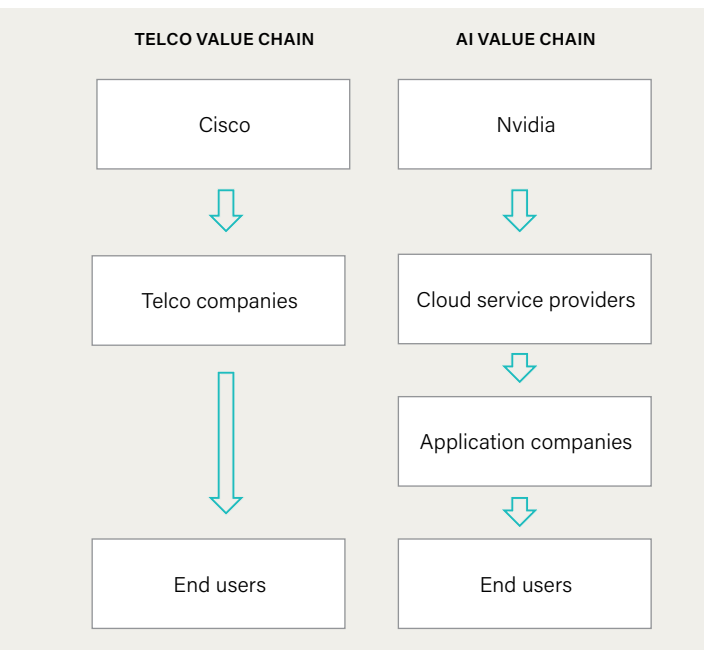 TELCO VALUE CHAIN
AI VALUE CHAIN
Cisco
Nvidia
Telco companies
Cloud service providers
Application companies
End users
End users